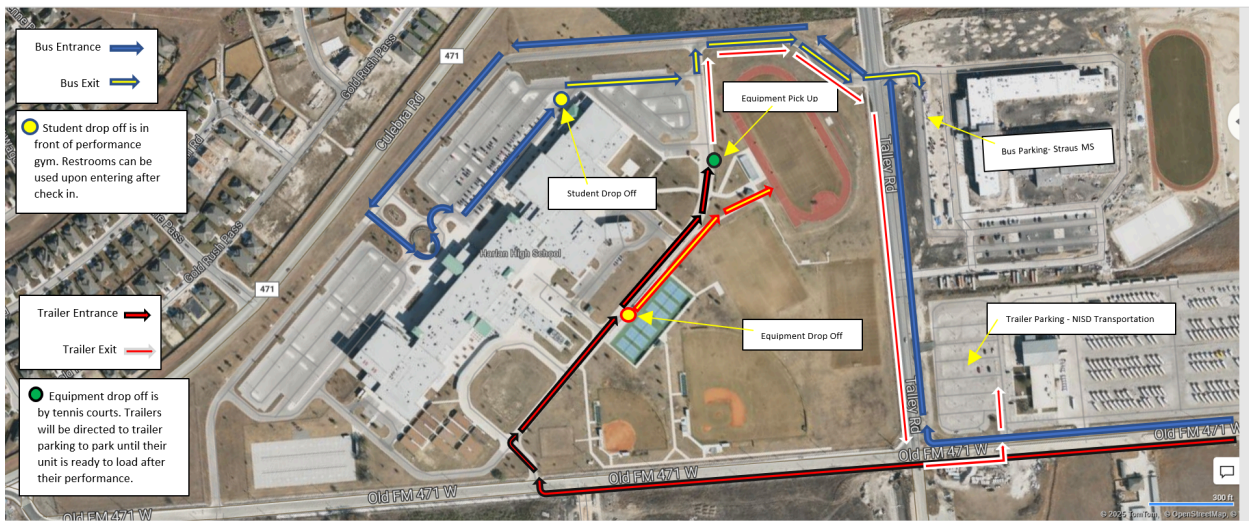 Bus Entrance
Bus Exit
Student drop off is in
front of performance
gym. Restrooms can be
used upon entering after
check in.
471
Gold Rush Pass
Culebra Rd
Equipment Pick Up
Talley Rd
Bus Parking- Straus MS
Student Drop Off
Gold Rush Pass
Harlan High School
471
Trailer Entrance
Trailer Exit
Equipment Drop Off
Trailer Parking - NISD Transportation
Equipment drop off is
by tennis courts. Trailers
will be directed to trailer
parking to park until their
unit is ready to load after
their performance.
Talley Rd
Old FM 471 W
Old FM 471 W
Old FM 471 W
Old FM 471 W
300 ft
© 2025 TomTom, © OpenStreetMap, ©